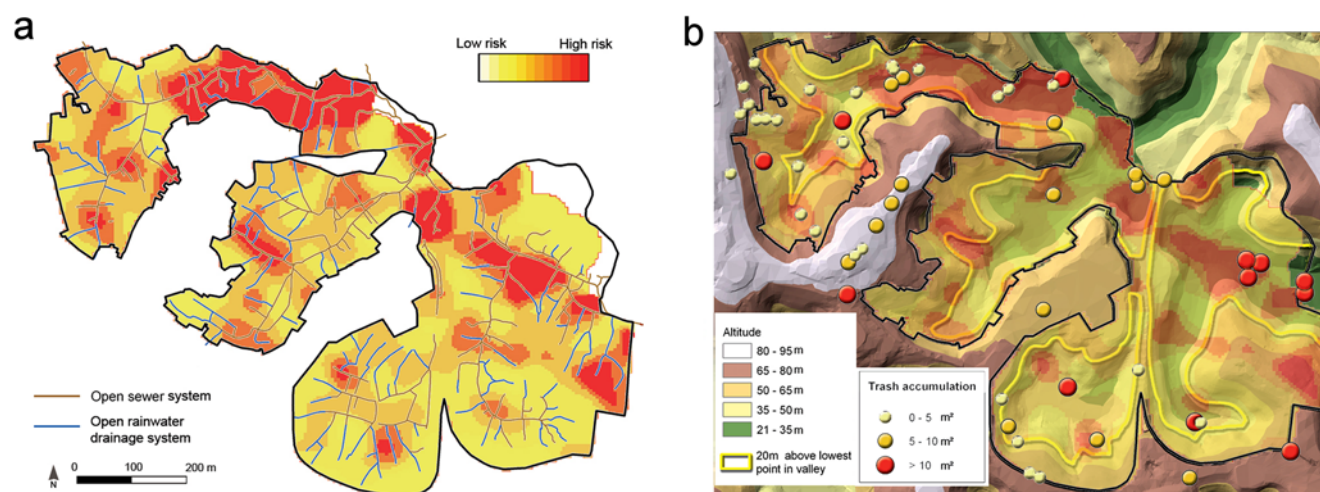 a
Low risk
High risk
Open sewer system
Open rainwater
drainage system
N
0
100
200 m
b
Altitude
80 - 95 m
65 - 80 m
50 - 65 m
35 - 50 m
21 - 35 m
20m above lowest
point in valley
Trash accumulation
0 - 5 m²
5 - 10 m²
> 10 m²